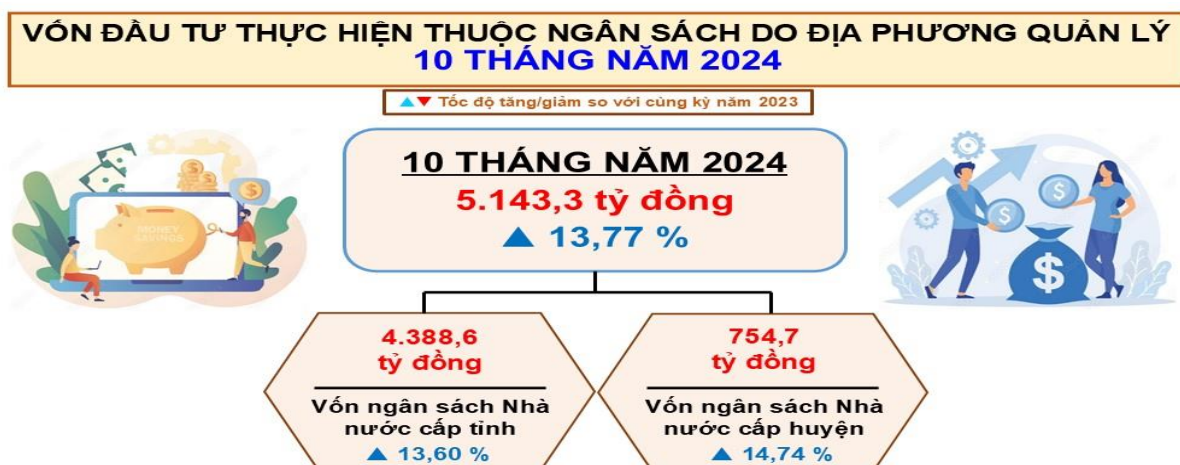 VỐN ĐẦU TƯ THỰC HIỆN THUỘC NGÂN SÁCH DO ĐỊA PHƯƠNG QUẢN LÝ
10 THÁNG NĂM 2024
▲▼ Tốc độ tăng/giảm so với cùng kỳ năm 2023
10 THÁNG NĂM 2024
5.143,3 tỷ đồng
▲ 13,77 %
MONEY
SAVINGS
4.388,6
tỷ đồng
Vốn ngân sách Nhà
nước cấp tỉnh
▲ 13,60 %
754,7
tỷ đồng
Vốn ngân sách Nhà
nước cấp huyện
▲ 14,74 %